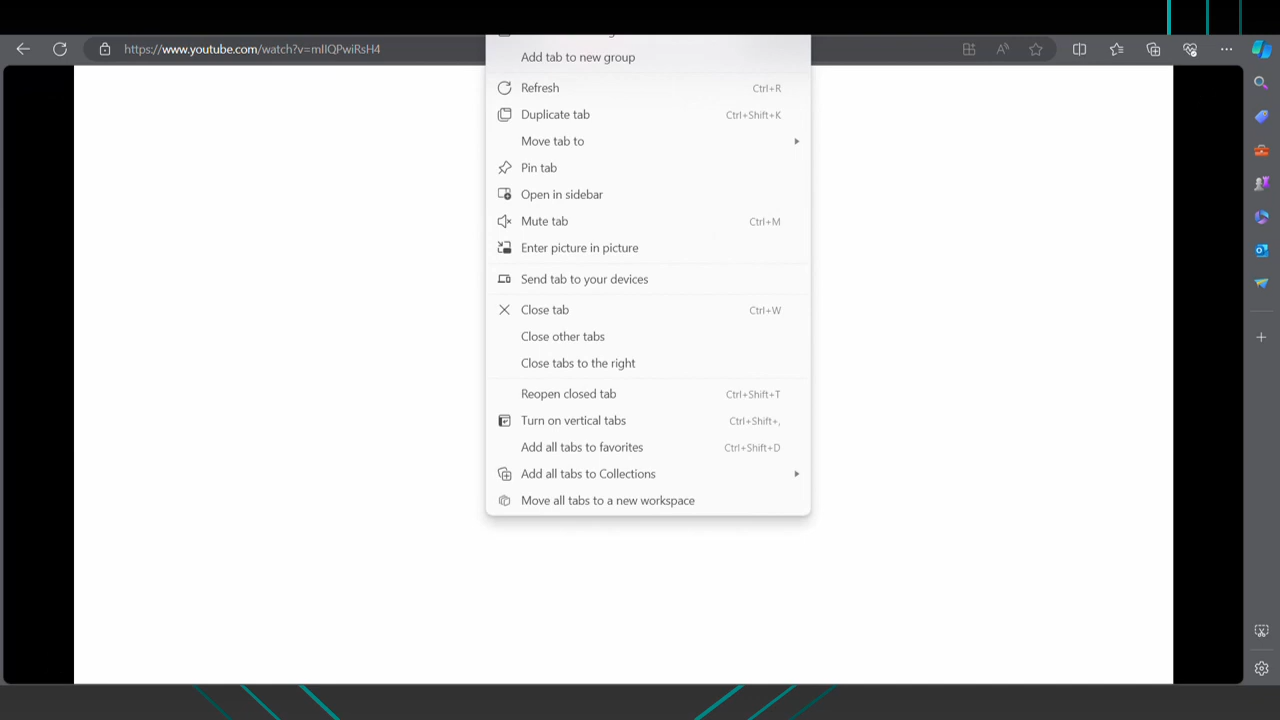 https://www.youtube.com/watch?v=mIIQPwiRsH4
Add tab to new group
Refresh Ctrl+R
Duplicate tab Ctrl+Shift+K
Move tab to
Pin tab
Open in sidebar
Mute tab Ctrl+M
Enter picture in picture
Send tab to your devices
Close tab Ctrl+W
Close other tabs
Close tabs to the right
Reopen closed tab Ctrl+Shift+T
Turn on vertical tabs Ctrl+Shift+,
Add all tabs to favorites Ctrl+Shift+D
Add all tabs to Collections
Move all tabs to a new workspace